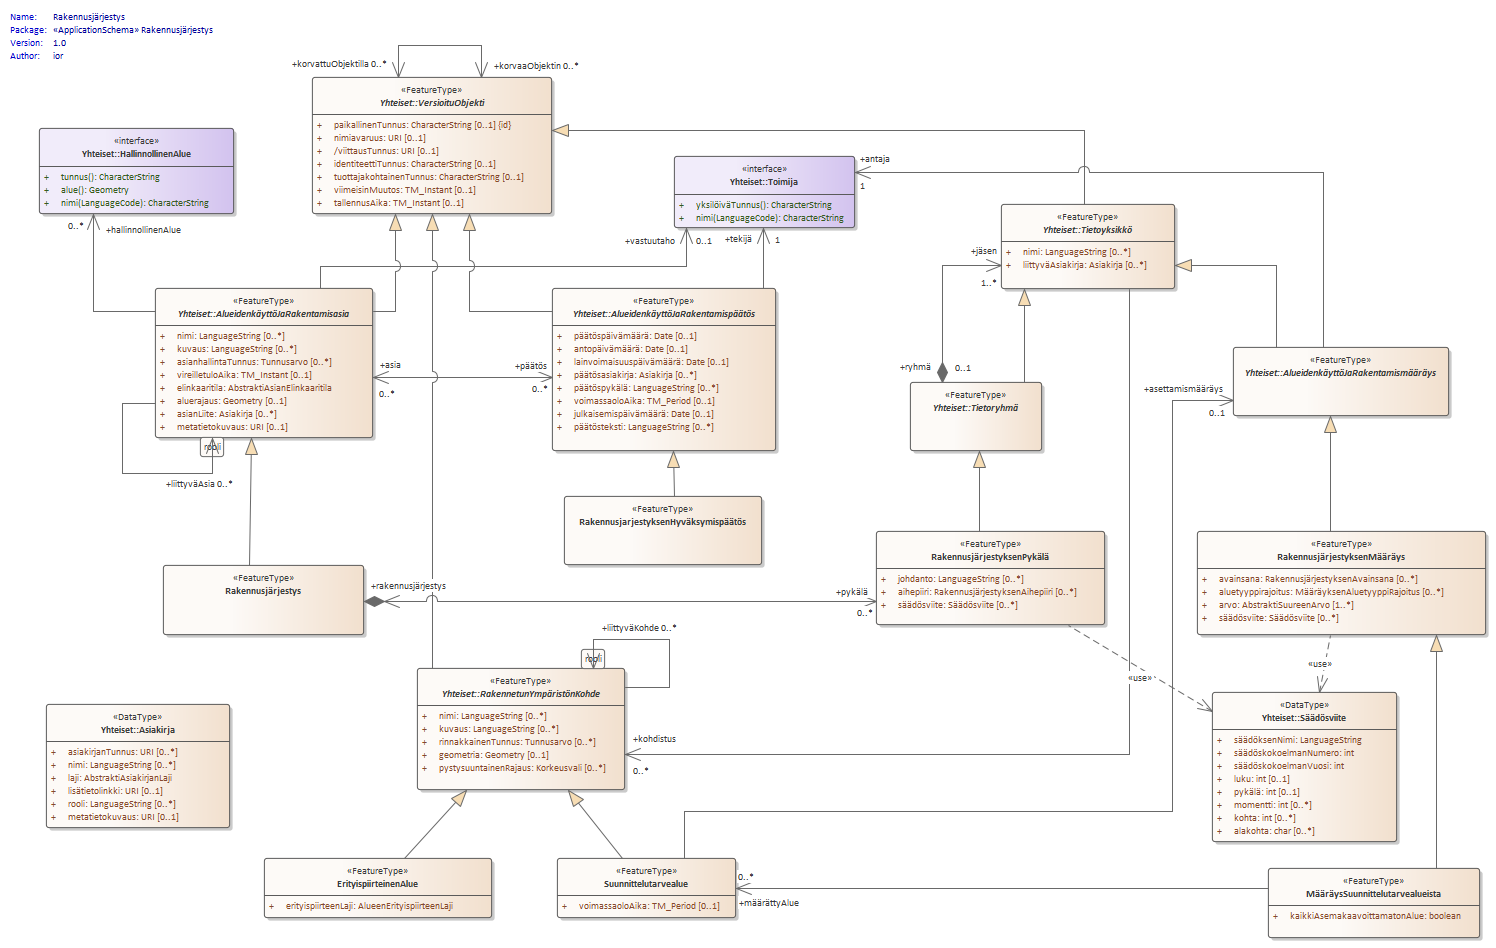 Name: Rakennusjärjestys
Package: «ApplicationSchema» Rakennusjärjestys
Version: 1.0
Author: ior
+korvattuObjektilla 0..*
+korvaaObjektin 0..*
«FeatureType»
Yhteiset::VersioituObjekti
+ paikallinenTunnus: CharacterString [0..1] {id}
+ nimiavaruus: URI [0..1]
+ /viittausTunnus: URI [0..1]
+ identiteettiTunnus: CharacterString [0..1]
+ tuottajakohtainenTunnus: CharacterString [0..1]
+ viimeisinMuutos: TM_Instant [0..1]
+ tallennusAika: TM_Instant [0..1]
«interface»
Yhteiset::HallinnollinenAlue
+ tunnus(): CharacterString
+ alue(): Geometry
+ nimi(LanguageCode): CharacterString
0..*
+hallinnollinenAlue
«interface»
Yhteiset::Toimija
+ yksilöiväTunnus(): CharacterString
+ nimi(LanguageCode): CharacterString
+antaja
1
+vastuutaho
0..1
+tekijä
1
«FeatureType»
Yhteiset::Tietoyksikkö
+ nimi: LanguageString [0..*]
+ liittyväAsiakirja: Asiakirja [0..*]
+jäsen
1..*
«FeatureType»
Yhteiset::AlueidenkäyttöJaRakentamisasia
+ nimi: LanguageString [0..*]
+ kuvaus: LanguageString [0..*]
+ asianhallintaTunnus: Tunnusarvo [0..*]
+ vireilletuloAika: TM_Instant [0..1]
+ elinkaaritila: AbstraktiAsianElinkaaritila
+ aluerajaus: Geometry [0..1]
+ asianLiite: Asiakirja [0..*]
+ metatietokuvaus: URI [0..1]
rooli
+liittyväAsia 0..*
+asia
0..*
+päätös
0..*
«FeatureType»
Yhteiset::AlueidenkäyttöJaRakentamispäätös
+ päätöspäivämäärä: Date [0..1]
+ antopäivämäärä: Date [0..1]
+ lainvoimaisuuspäivämäärä: Date [0..1]
+ päätösasiakirja: Asiakirja [0..*]
+ päätöspykälä: LanguageString [0..*]
+ voimassaoloAika: TM_Period [0..1]
+ julkaisemispäivämäärä: Date [0..1]
+ päätösteksti: LanguageString [0..*]
+ryhmä
0..1
«FeatureType»
Yhteiset::Tietoryhmä
«FeatureType»
Yhteiset::AlueidenkäyttöJaRakentamismääräys
+asettamismääräys
0..1
«FeatureType»
RakennusjarjestyksenHyväksymispäätös
«FeatureType»
Rakennusjärjestys
+rakennusjärjestys
+pykälä
0..*
«FeatureType»
RakennusjärjestyksenPykälä
+ johdanto: LanguageString [0..*]
+ aihepiiri: RakennusjärjestyksenAihepiiri [0..*]
+ säädösviite: Säädösviite [0..*]
«FeatureType»
RakennusjärjestyksenMääräys
+ avainsana: RakennusjärjestyksenAvainsana [0..*]
+ aluetyyppirajoitus: MääräyksenAluetyyppiRajoitus [0..*]
+ arvo: AbstraktiSuureenArvo [1..*]
+ säädösviite: Säädösviite [0..*]
+liittyväKohde 0..*
rooli
«FeatureType»
Yhteiset::RakennetunYmpäristönKohde
+ nimi: LanguageString [0..*]
+ kuvaus: LanguageString [0..*]
+ rinnakkainenTunnus: Tunnusarvo [0..*]
+ geometria: Geometry [0..1]
+ pystysuuntainenRajaus: Korkeusvali [0..*]
+kohdistus
0..*
«use»
«use»
«DataType»
Yhteiset::Säädösviite
+ säädöksenNimi: LanguageString
+ säädöskokoelmanNumero: int
+ säädöskokoelmanVuosi: int
+ luku: int [0..1]
+ pykälä: int [0..1]
+ momentti: int [0..*]
+ kohta: int [0..*]
+ alakohta: char [0..*]
«DataType»
Yhteiset::Asiakirja
+ asiakirjanTunnus: URI [0..*]
+ nimi: LanguageString [0..*]
+ laji: AbstraktiAsiakirjanLaji
+ lisätietolinkki: URI [0..1]
+ rooli: LanguageString [0..*]
+ metatietokuvaus: URI [0..1]
«FeatureType»
ErityispiirteinenAlue
+ erityispiirteenLaji: AlueenErityispiirteenLaji
«FeatureType»
Suunnittelutarvealue
+ voimassaoloAika: TM_Period [0..1]
0..*
+määrättyAlue
«FeatureType»
MääräysSuunnittelutarvealueista
+ kaikkiAsemakaavoittamatonAlue: boolean